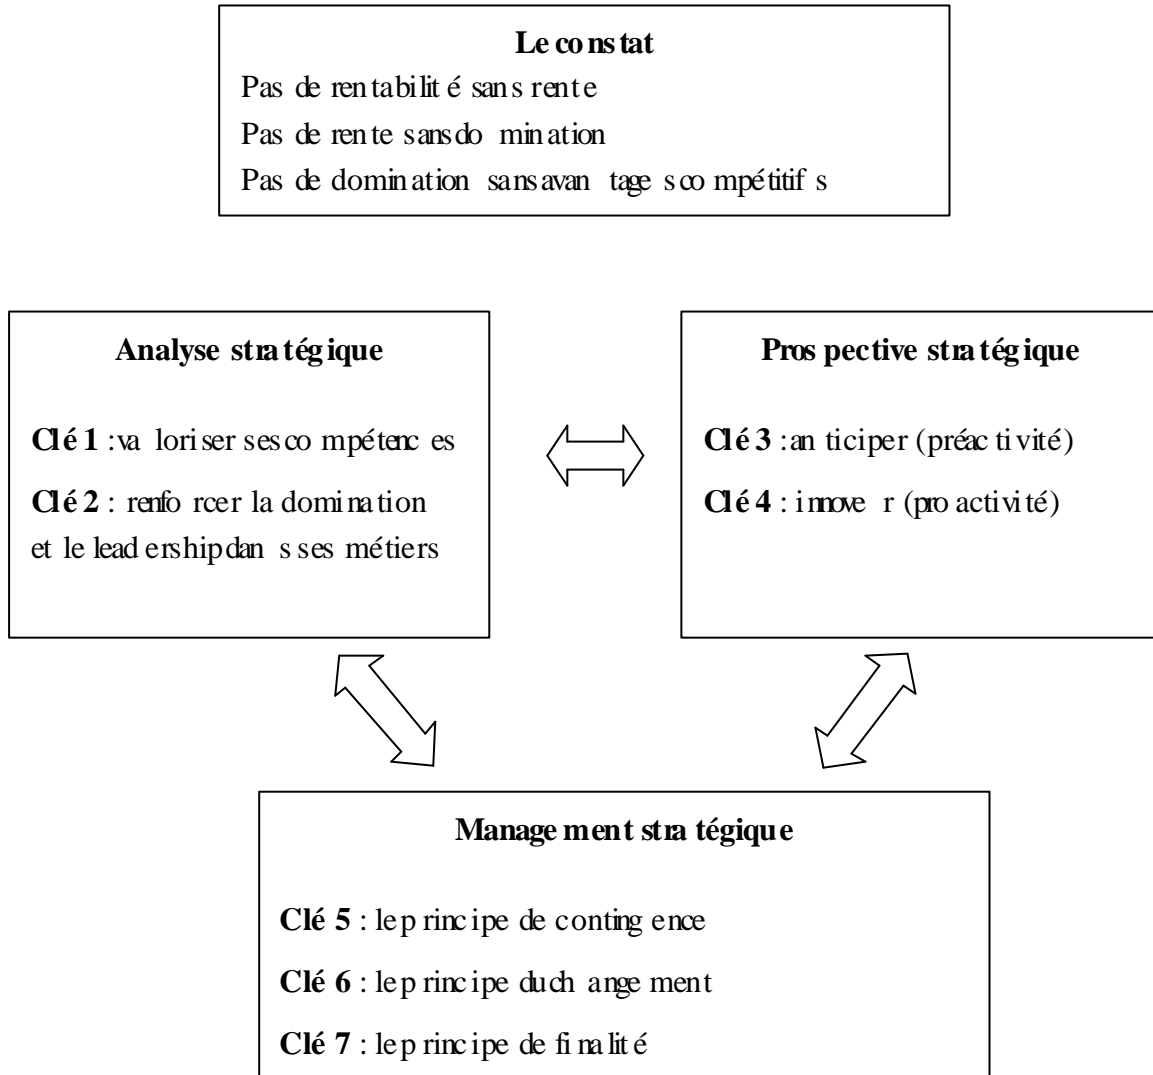 Le constat
Pas de rentabilité sans rente
Pas de rente sans domination
Pas de domination sans avantages compétitifs
Analyse stratégique
Clé 1 : valoriser ses compétences
Clé 2 : renforcer la domination
et le leadership dans ses métiers
Prospective stratégique
Clé 3 : anticiper (préactivité)
Clé 4 : innover (proactivité)
Management stratégique
Clé 5 : le principe de contingence
Clé 6 : le principe du changement
Clé 7 : le principe de finalité